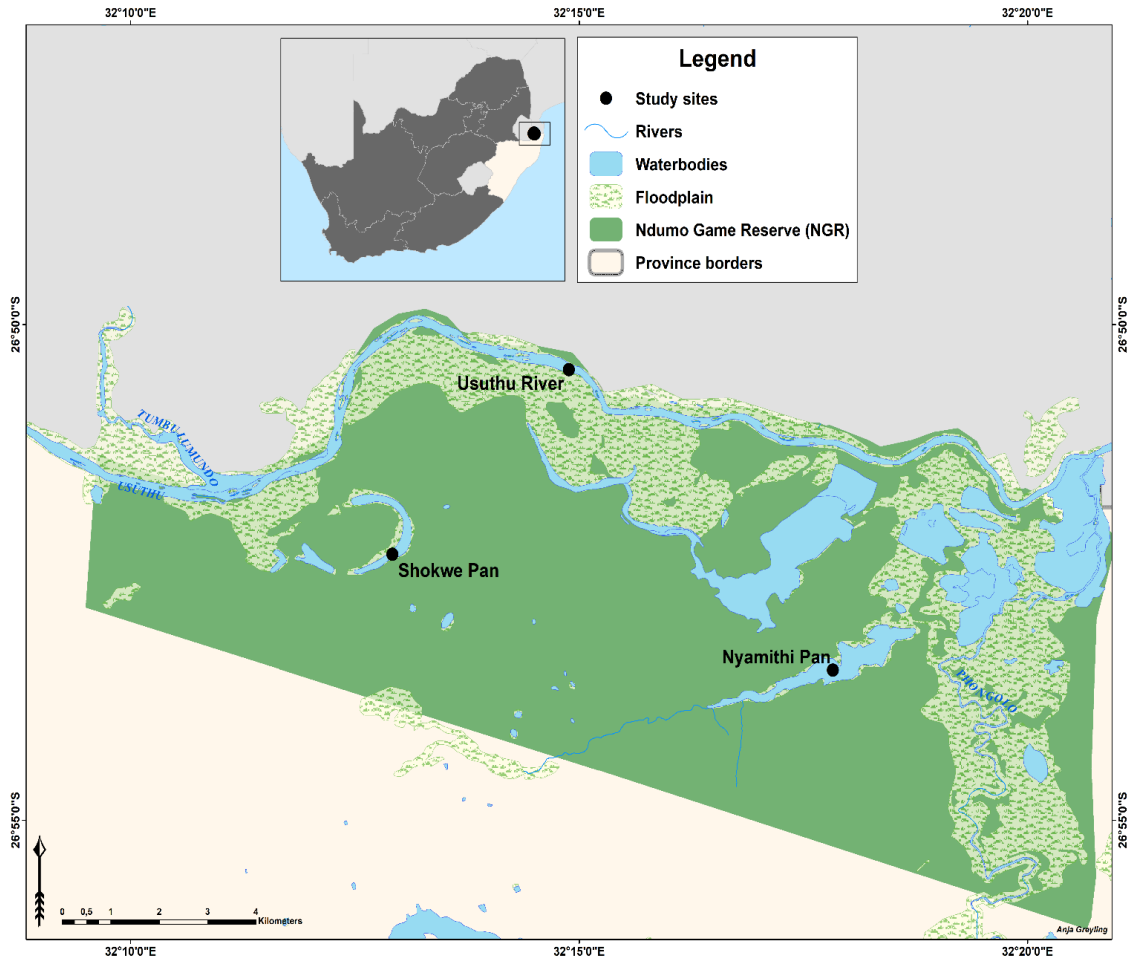 32°10'0"E
32°15'0"E
32°20'0"E
Legend
Study sites
Rivers
Waterbodies
Floodplain
Ndumo Game Reserve (NGR)
Province borders
26°50'0"S
26°50'0"S
Usuthu River
TUMBULUMUNDO
USUTHU
Shokwe Pan
Nyamithi Pan
PHONGOLO
26°55'0"S
26°55'0"S
0 0,5 1 2 3 4
Kilometers
Anja Greyling
32°10'0"E
32°15'0"E
32°20'0"E